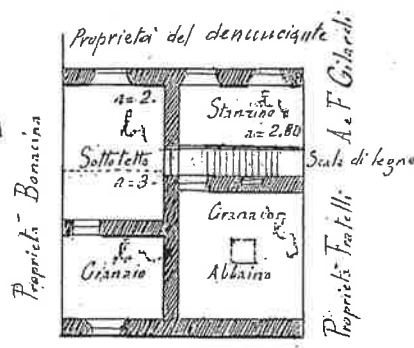 Proprietà del denunciante
a=2.
Stanzino
a=2.80
Sottotetto
Scala di legno
a=3-
Granaio
Granaio
Abbaino
Proprietà Bonacina
Proprietà Fratelli A e F Gilardi